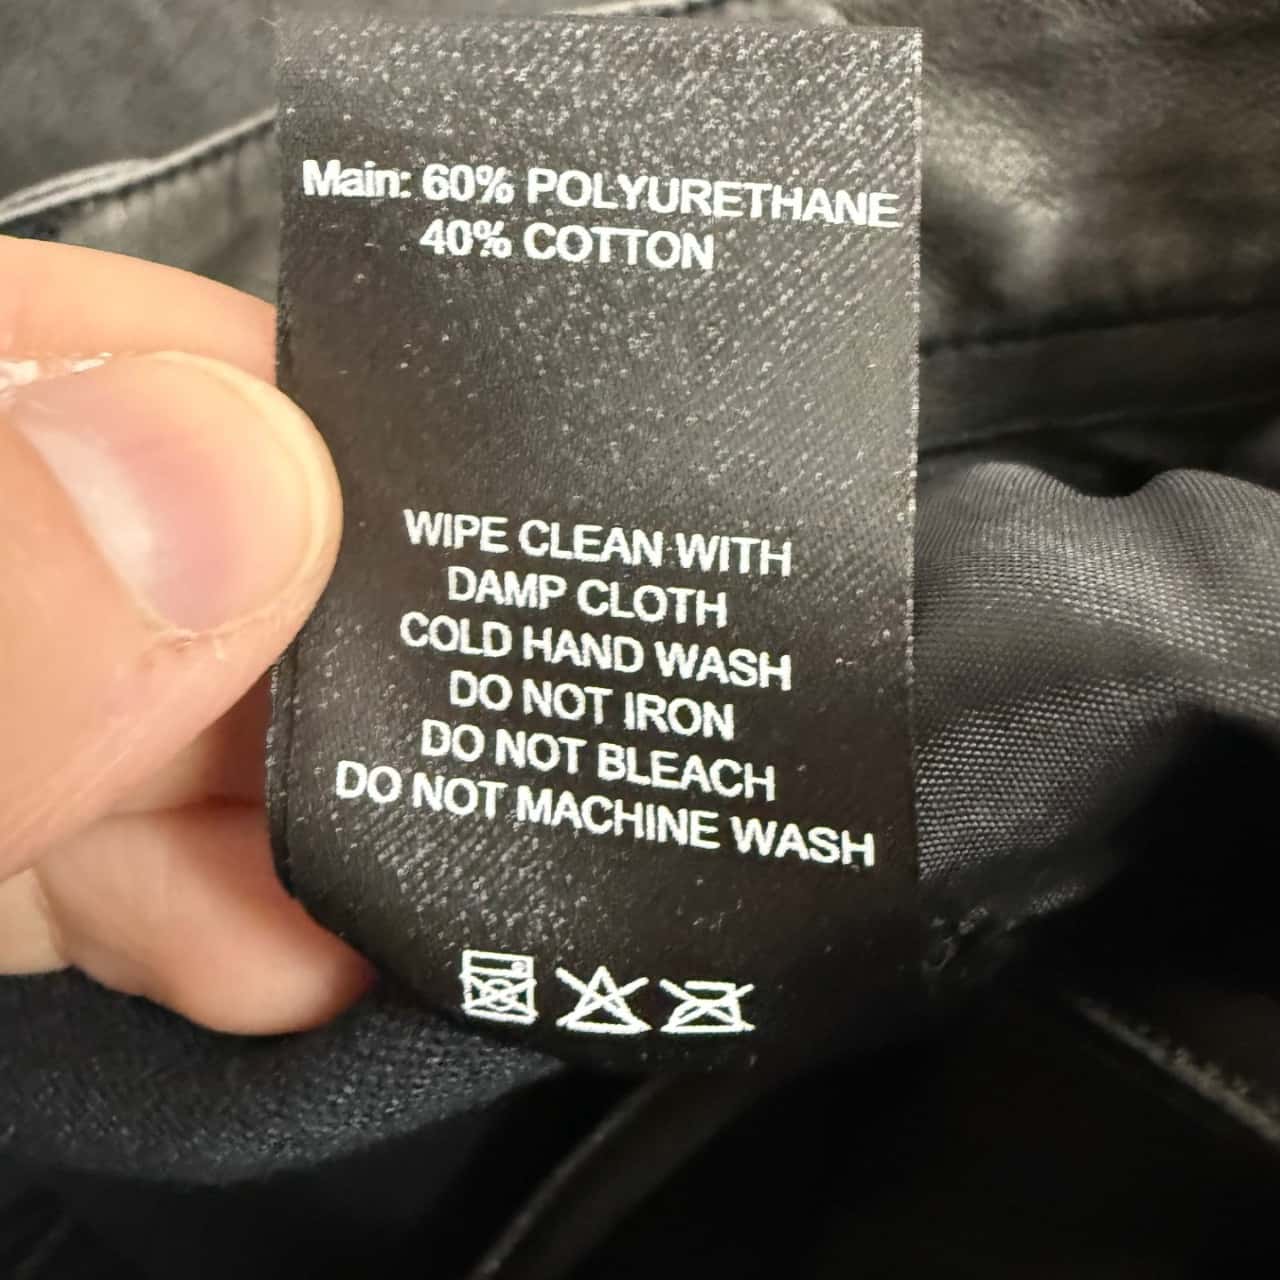 Main: 60% POLYURETHANE
40% COTTON
WIPE CLEAN WITH
DAMP CLOTH
COLD HAND WASH
DO NOT IRON
DO NOT BLEACH
DO NOT MACHINE WASH